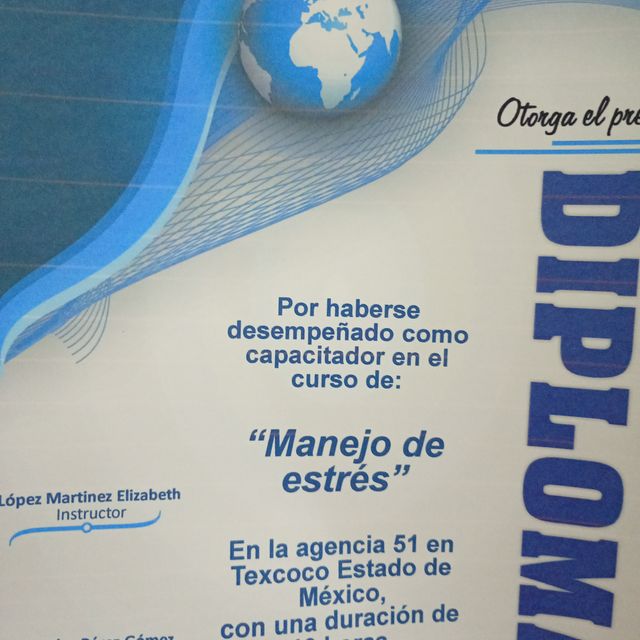 Otorga el pre
DIPLOMA
Por haberse
desempeñado como
capacitador en el
curso de:
“Manejo de
estrés”
López Martinez Elizabeth
Instructor
En la agencia 51 en
Texcoco Estado de
México,
con una duración de